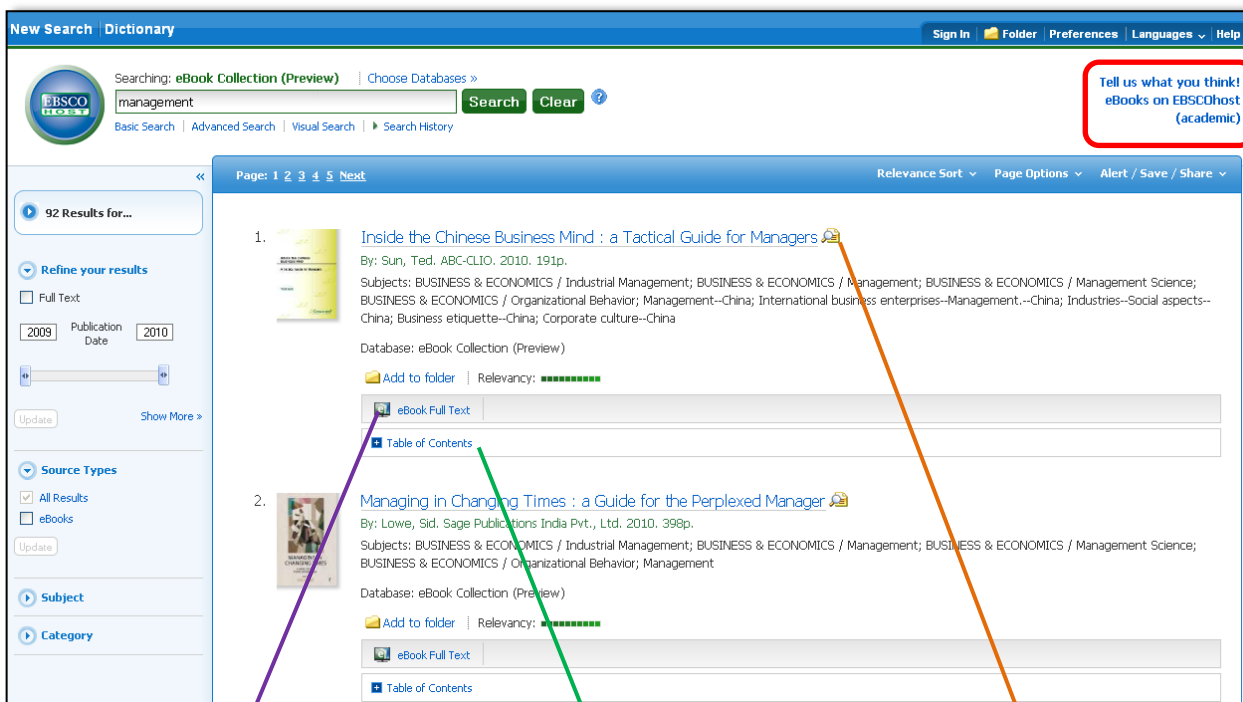 New Search | Dictionary
Sign In | Folder | Preferences | Languages | Help
Searching: eBook Collection (Preview) | Choose Databases »
management
Search Clear ?
Basic Search | Advanced Search | Visual Search | Search History
EBSCO
HOST
Tell us what you think!
eBooks on EBSCOhost
(academic)
«
92 Results for...
Refine your results
Full Text
2009 Publication Date 2010
Update
Show More »
Source Types
All Results
eBooks
Update
Subject
Category
Page: 1 2 3 4 5 Next
Relevance Sort Page Options Alert / Save / Share
1. Inside the Chinese Business Mind : a Tactical Guide for Managers
By: Sun, Ted. ABC-CLIO. 2010. 191p.
Subjects: BUSINESS & ECONOMICS / Industrial Management; BUSINESS & ECONOMICS / Management; BUSINESS & ECONOMICS / Management Science;
BUSINESS & ECONOMICS / Organizational Behavior; Management--China; International business enterprises--Management.--China; Industries--Social aspects--
China; Business etiquette--China; Corporate culture--China
Database: eBook Collection (Preview)
Add to folder | Relevancy:
eBook Full Text
Table of Contents
2. Managing in Changing Times : a Guide for the Perplexed Manager
MANAGING IN
CHANGING TIMES
By: Lowe, Sid. Sage Publications India Pvt., Ltd. 2010. 398p.
Subjects: BUSINESS & ECONOMICS / Industrial Management; BUSINESS & ECONOMICS / Management; BUSINESS & ECONOMICS / Management Science;
BUSINESS & ECONOMICS / Organizational Behavior; Management
Database: eBook Collection (Preview)
Add to folder | Relevancy:
eBook Full Text
Table of Contents